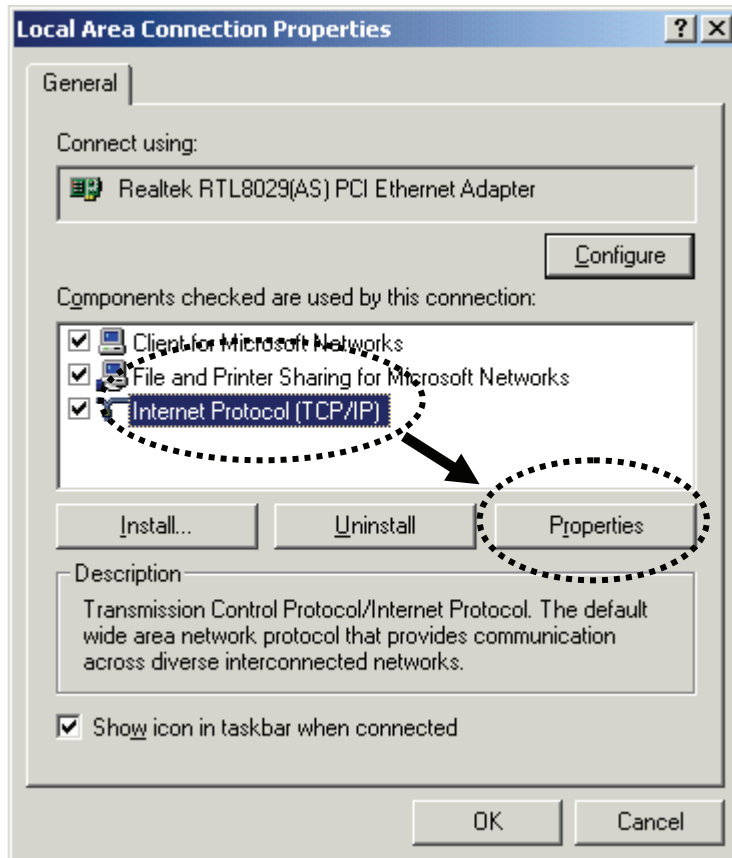 Local Area Connection Properties
General
Connect using:
Realtek RTL8029(AS) PCI Ethernet Adapter
Configure
Components checked are used by this connection:
Client for Microsoft Networks
File and Printer Sharing for Microsoft Networks
Internet Protocol (TCP/IP)
Install... Uninstall Properties
Description
Transmission Control Protocol/Internet Protocol. The default
wide area network protocol that provides communication
across diverse interconnected networks.
Show icon in taskbar when connected
OK Cancel